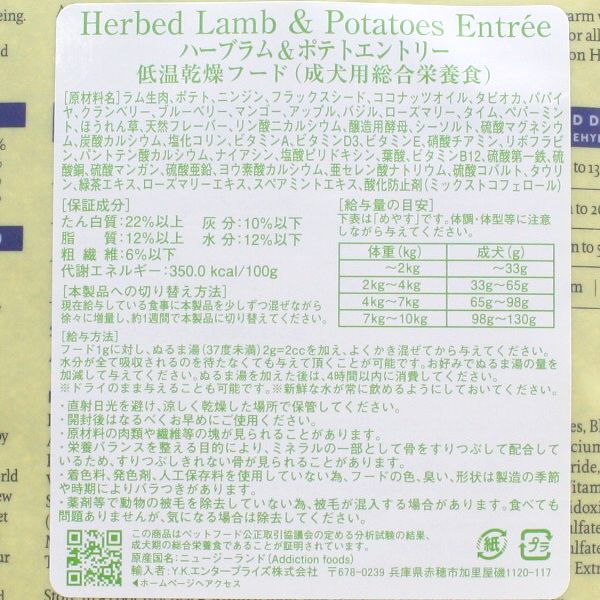 Herbed Lamb & Potatoes Entrée
ハーブラム&ポテトエントリー
低温乾燥フード(成犬用総合栄養食)
[原材料名]ラム生肉、ポテト、ニンジン、フラックスシード、ココナッツオイル、タピオカ、パパイ
ヤ、クランベリー、ブルーベリー、マンゴー、アップル、バジル、ローズマリー、タイム、ペパーミン
ト、ほうれん草、天然フレーバー、リン酸二カルシウム、醸造用酵母、シーソルト、硫酸マグネシウ
ム、炭酸カルシウム、塩化コリン、ビタミンA、ビタミンD3、ビタミンE、硝酸チアミン、リボフラビ
ン、パントテン酸カルシウム、ナイアシン、塩酸ピリドキシン、葉酸、ビタミンB12、硫酸第一鉄、硫
酸銅、硫酸マンガン、硫酸亜鉛、ヨウ素酸カルシウム、亜セレン酸ナトリウム、硫酸コバルト、タウリ
ン、緑茶エキス、ローズマリーエキス、スペアミントエキス、酸化防止剤(ミックストコフェロール)
[保証成分]
たん白質:22%以上 灰分:10%以下
脂 質:12%以上 水分:12%以下
粗 繊 維:6%以下
代謝エネルギー:350.0 kcal/100g
[給与量の目安]
下表は「めやす」です。体調・体型等に注意
しながら与えてください。
体重(kg) 成犬(g)
~2kg ~33g
2kg~4kg 33g~65g
4kg~7kg 65g~98g
7kg~10kg 98g~130g
[本製品への切り替え方法]
現在給与している食事に本製品を少しずつ混ぜながら
徐々に増量し、約1週間で本製品に切り替えてください。
[給与方法]
フード1gに対し、ぬるま湯(37度未満)2g=2ccを加え、よくかき混ぜてから与えてください。
水分が全て吸収されるのを待たなくても与えて頂くことが可能です。お好みでぬるま湯の量を
加減して与えてください。ぬるま湯を加えた後は、4時間以内に消費してください。
※ドライのまま与えることも可能です。※新鮮な水が常に飲めるようにしておいてください。
・直射日光を避け、涼しく乾燥した場所で保管してください。
・開封後はなるべくお早めにご使用ください。
・原材料の肉類や繊維等の塊が見られることがあります。
・栄養バランスを整える目的により、ミネラルの一部として骨をすりつぶして配合して
いるため、すりつぶしきれない骨が見られることがあります。
・着色料、発色剤、人工保存料を使用していない為、フードの色、臭い、形状は製造の季節
や時期によりバラつきがあります。
・薬剤等で動物の被毛を除去していない為、被毛が混入する場合があります。食べても
問題ありませんが、気になる場合は除去してください。
この商品はペットフード公正取引協議会の定める分析試験の結果、
成犬期の総合栄養食であることが証明されています。
原産国名:ニュージーランド(Addiction foods)
輸入者:Y.K.エンタープライズ株式会社 〒678-0239 兵庫県赤穂市加里屋磯1120-117
◀ホームページへアクセス
紙
プラ